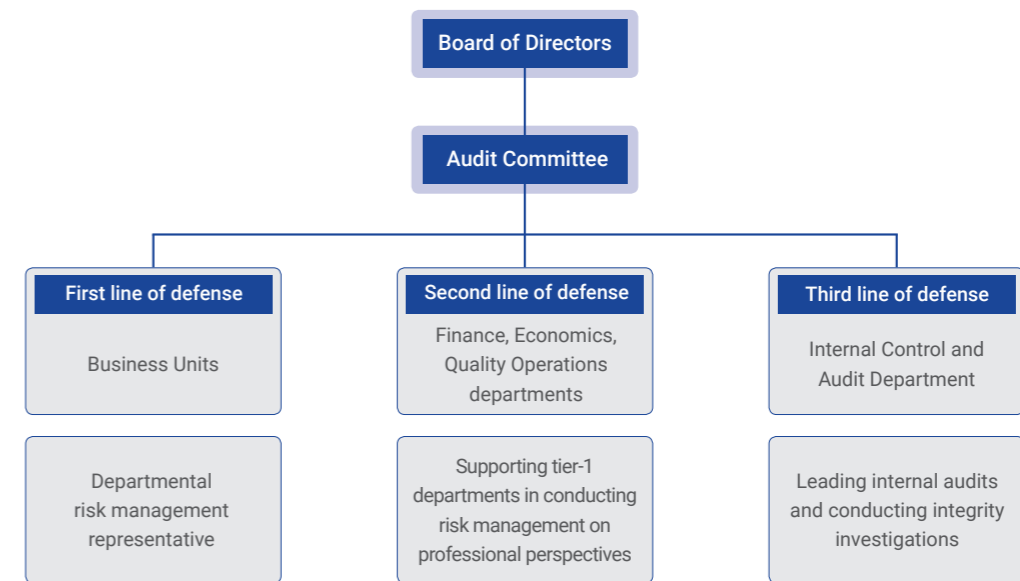 Board of Directors
Audit Committee
First line of defense
Business Units
Departmental
risk management
representative
Second line of defense
Finance, Economics,
Quality Operations
departments
Supporting tier-1
departments in conducting
risk management on
professional perspectives
Third line of defense
Internal Control and
Audit Department
Leading internal audits
and conducting integrity
investigations